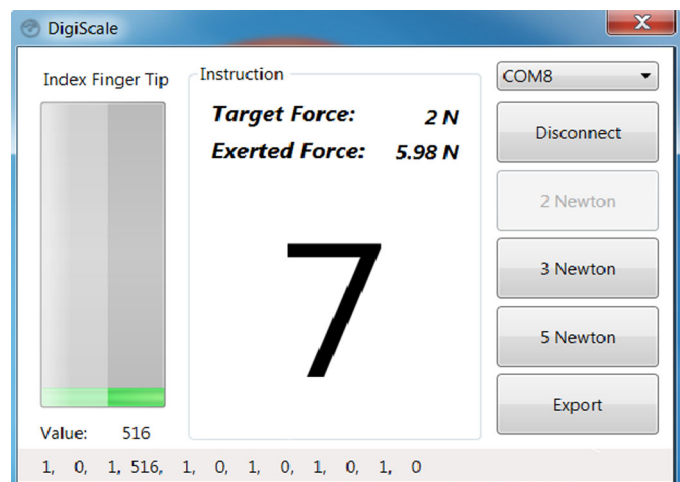 DigiScale
Index Finger Tip
Instruction
COM8
Target Force: 2 N
Exerted Force: 5.98 N
Disconnect
2 Newton
7
3 Newton
5 Newton
Export
Value: 516
1, 0, 1, 516, 1, 0, 1, 0, 1, 0, 1, 0